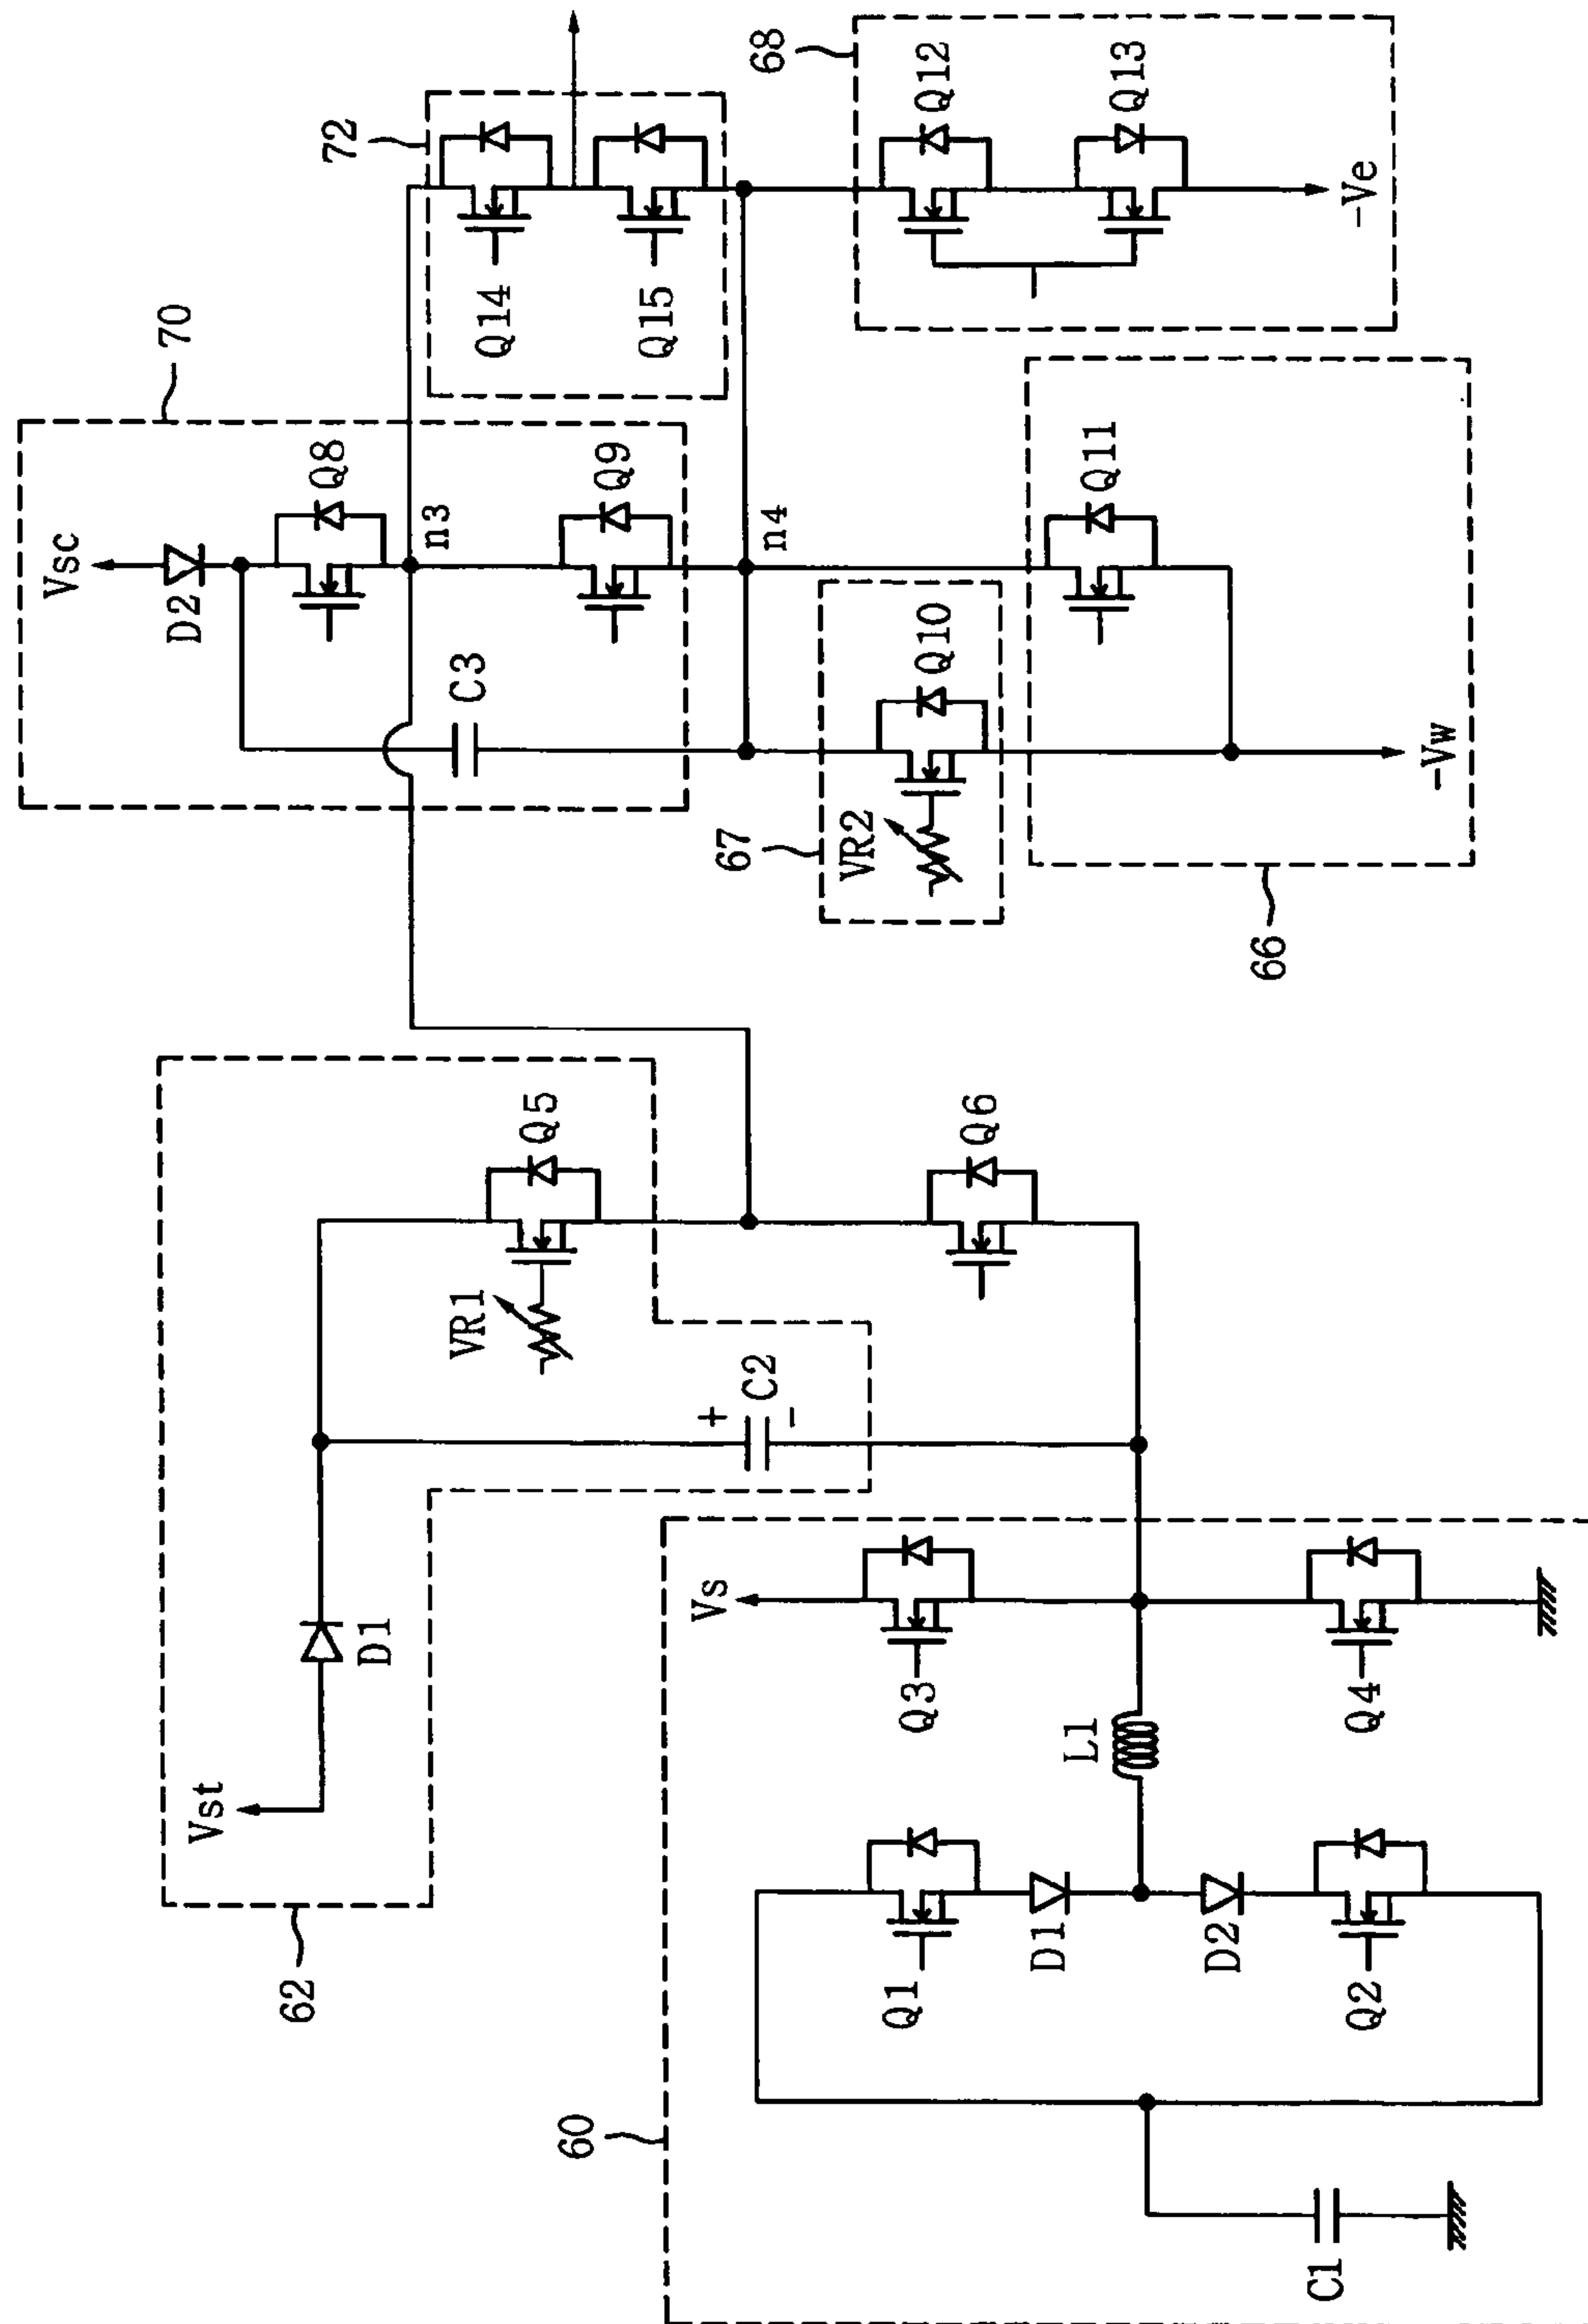 Vsc
70
D2
Q8
72
Q14
Q15
n3
C3
Q9
n4
68
Q12
Q13
-Ve
67
VR2
Q10
Q11
66
-Vw
Vst
62
D1
VR1
Q5
+
C2
-
Q6
60
Vs
Q3
Q4
L1
Q1
D1
D2
Q2
C1